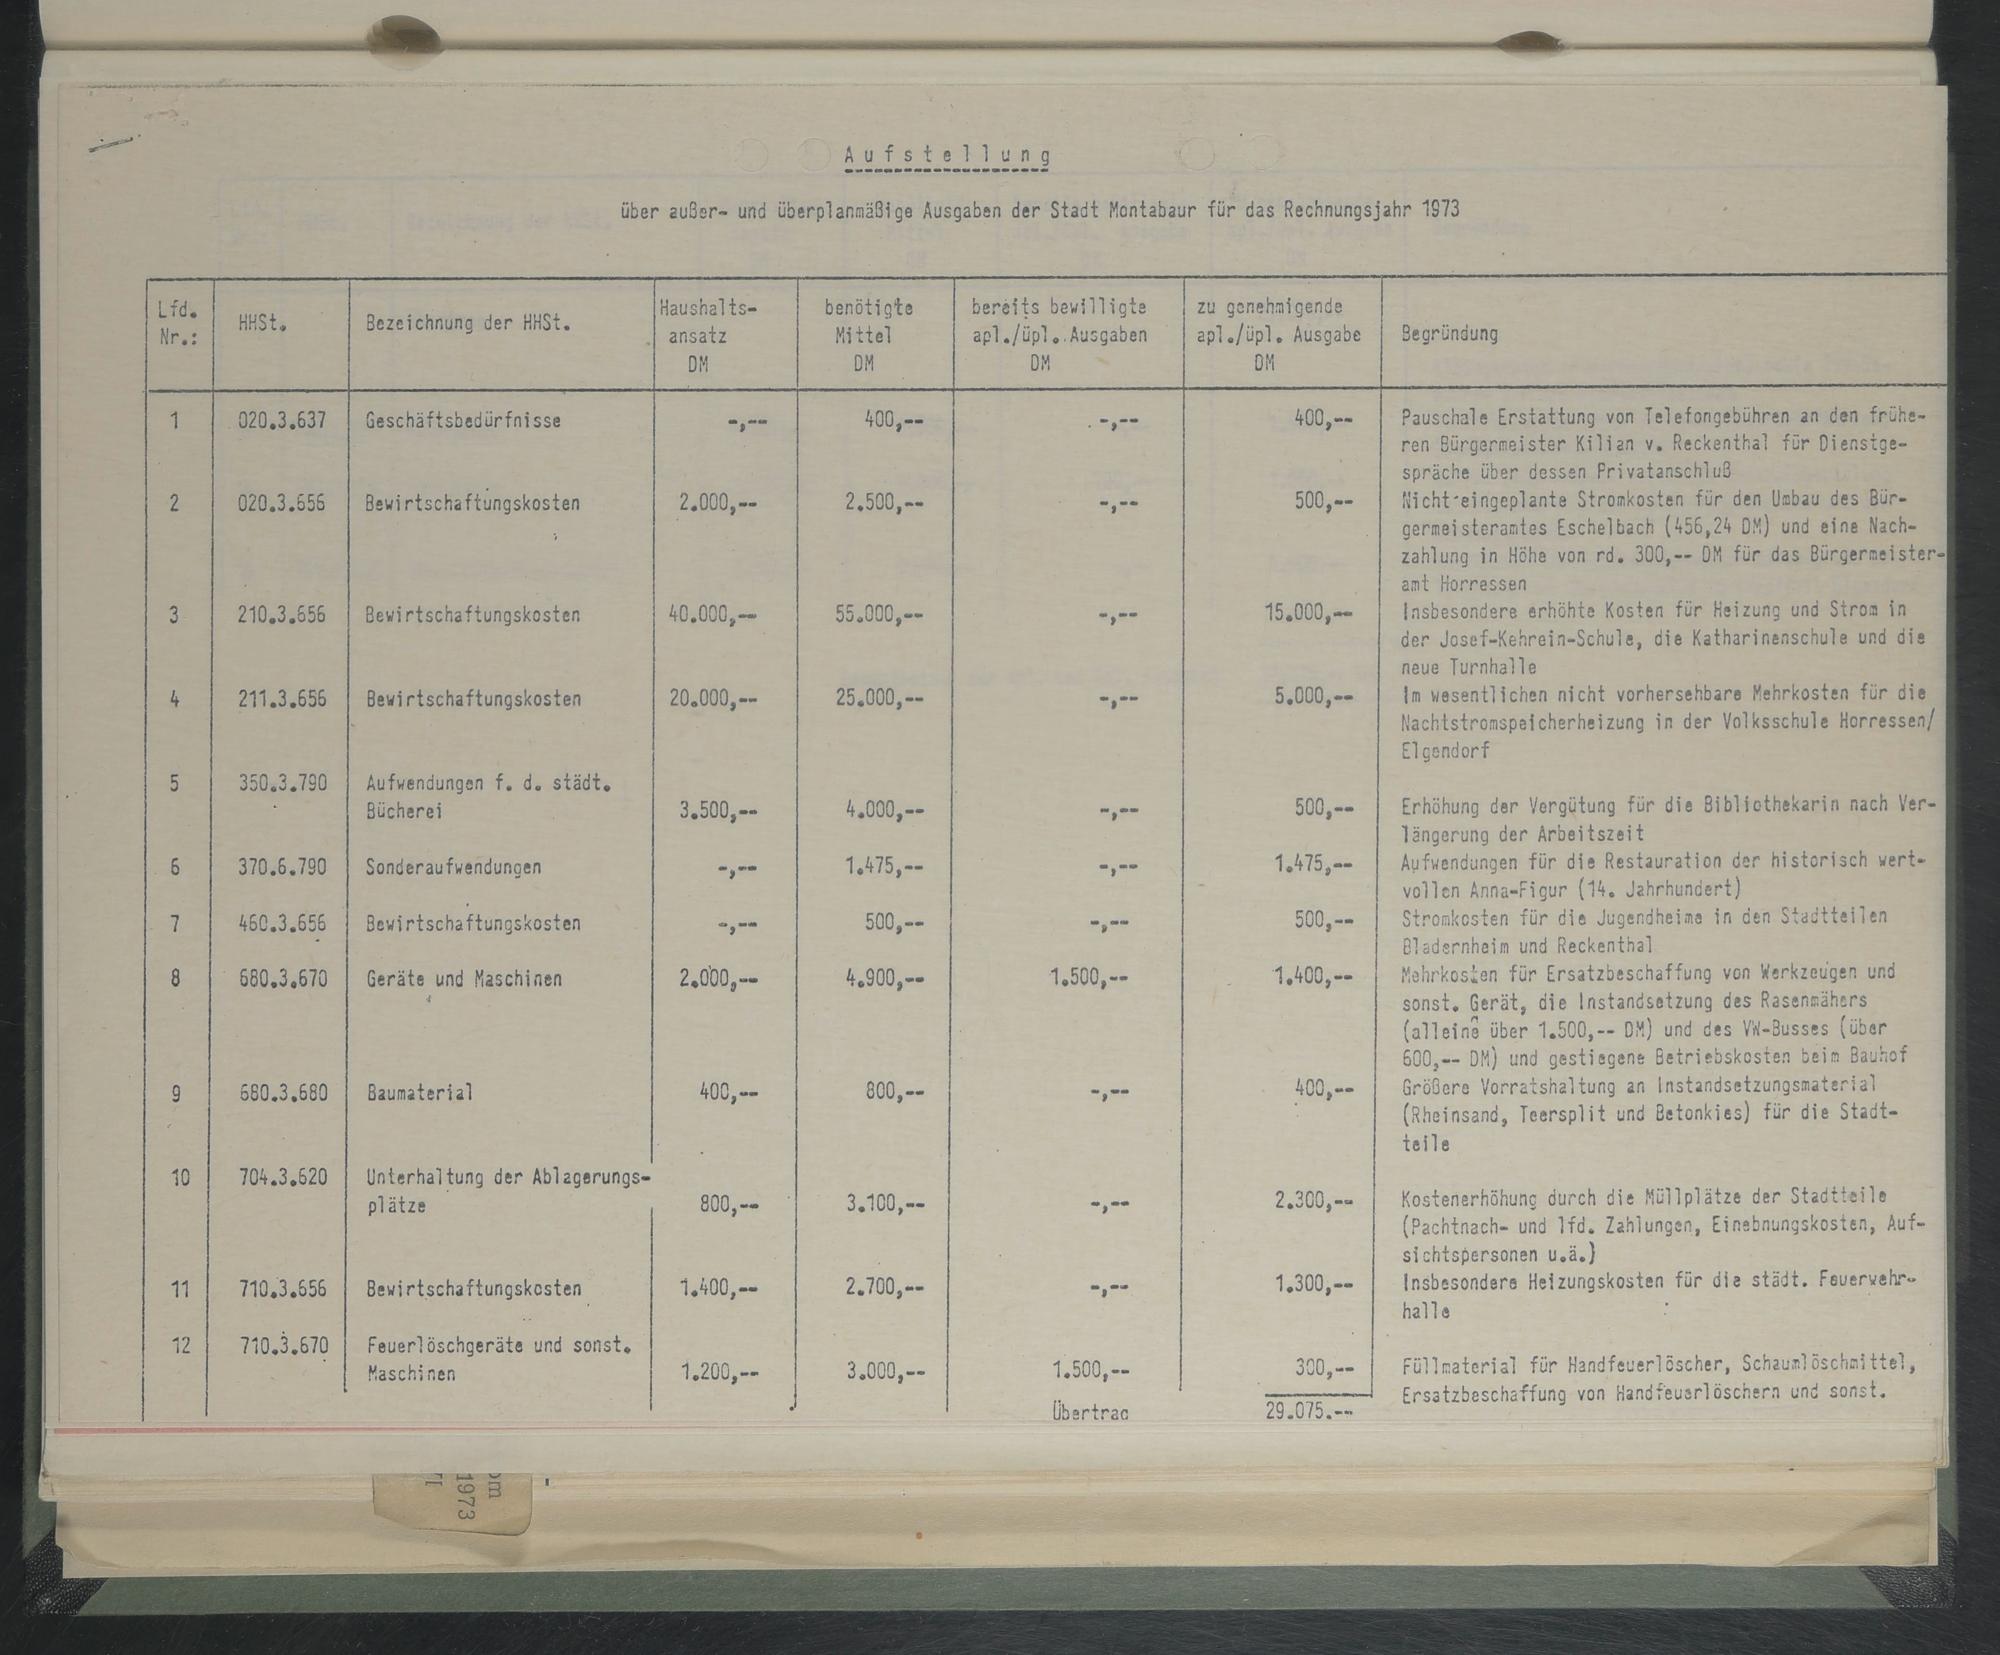 Aufstellung
über außer- und überplanmäßige Ausgaben der Stadt Montabaur für das Rechnungsjahr 1973
Lfd. Nr.: HHSt. Bezeichnung der HHSt. Haushalts- ansatz DM benötigte Mittel DM bereits bewilligte apl./üpl. Ausgaben DM zu genehmigende apl./üpl. Ausgabe DM Begründung
1 020.3.637 Geschäftsbedürfnisse -,-- 400,-- -,-- 400,-- Pauschale Erstattung von Telefongebühren an den frühe-
ren Bürgermeister Kilian v. Reckenthal für Dienstge-
spräche über dessen Privatanschluß
2 020.3.656 Bewirtschaftungskosten 2.000,-- 2.500,-- -,-- 500,-- Nicht eingeplante Stromkosten für den Umbau des Bür-
germeisteramtes Eschelbach (456,24 DM) und eine Nach-
zahlung in Höhe von rd. 300,-- DM für das Bürgermeister-
amt Horressen
3 210.3.656 Bewirtschaftungskosten 40.000,-- 55.000,-- -,-- 15.000,-- Insbesondere erhöhte Kosten für Heizung und Strom in
der Josef-Kehrein-Schule, die Katharinenschule und die
neue Turnhalle
4 211.3.656 Bewirtschaftungskosten 20.000,-- 25.000,-- -,-- 5.000,-- Im wesentlichen nicht vorhersehbare Mehrkosten für die
Nachtstromspeicherheizung in der Volksschule Horressen/
Elgendorf
5 350.3.790 Aufwendungen f. d. städt.
Bücherei 3.500,-- 4.000,-- -,-- 500,-- Erhöhung der Vergütung für die Bibliothekarin nach Ver-
längerung der Arbeitszeit
6 370.6.790 Sonderaufwendungen -,-- 1.475,-- -,-- 1.475,-- Aufwendungen für die Restauration der historisch wert-
vollen Anna-Figur (14. Jahrhundert)
7 460.3.656 Bewirtschaftungskosten -,-- 500,-- -,-- 500,-- Stromkosten für die Jugendheime in den Stadtteilen
Bladernheim und Reckenthal
8 680.3.670 Geräte und Maschinen 2.000,-- 4.900,-- 1.500,-- 1.400,-- Mehrkosten für Ersatzbeschaffung von Werkzeugen und
sonst. Gerät, die Instandsetzung des Rasenmähers
(alleine über 1.500,-- DM) und des VW-Busses (über
600,-- DM) und gestiegene Betriebskosten beim Bauhof
9 680.3.680 Baumaterial 400,-- 800,-- -,-- 400,-- Größere Vorratshaltung an Instandsetzungsmaterial
(Rheinsand, Teersplit und Betonkies) für die Stadt-
teile
10 704.3.620 Unterhaltung der Ablagerungs-
plätze 800,-- 3.100,-- -,-- 2.300,-- Kostenerhöhung durch die Müllplätze der Stadtteile
(Pachtnach- und lfd. Zahlungen, Einebnungskosten, Auf-
sichtspersonen u.ä.)
11 710.3.656 Bewirtschaftungskosten 1.400,-- 2.700,-- -,-- 1.300,-- Insbesondere Heizungskosten für die städt. Feuerwehr-
halle
12 710.3.670 Feuerlöschgeräte und sonst.
Maschinen 1.200,-- 3.000,-- 1.500,-- 300,-- Füllmaterial für Handfeuerlöscher, Schaumlöschmittel,
Ersatzbeschaffung von Handfeuerlöschern und sonst.
Übertrag 29.075.--
1973